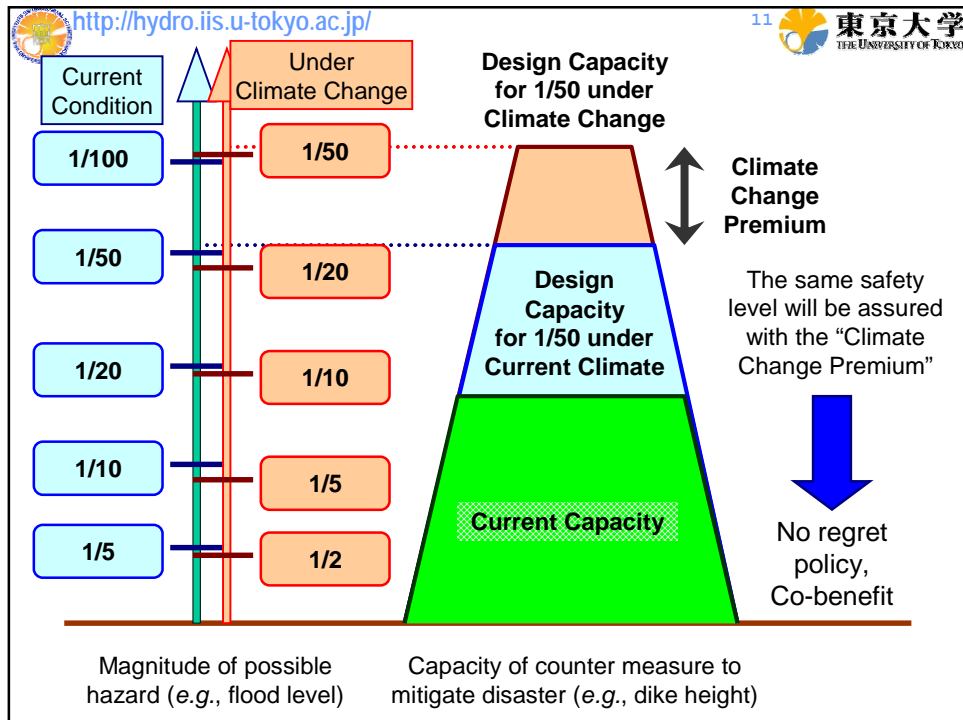 http://hydro.iis.u-tokyo.ac.jp/
11
東京大学
THE UNIVERSITY OF TOKYO
Current
Condition
Under
Climate Change
1/100
1/50
1/50
1/20
1/20
1/10
1/10
1/5
1/5
1/2
Design Capacity
for 1/50 under
Climate Change
Climate
Change
Premium
Design
Capacity
for 1/50 under
Current Climate
Current Capacity
The same safety
level will be assured
with the “Climate
Change Premium”
No regret
policy,
Co-benefit
Magnitude of possible
hazard (e.g., flood level)
Capacity of counter measure to
mitigate disaster (e.g., dike height)